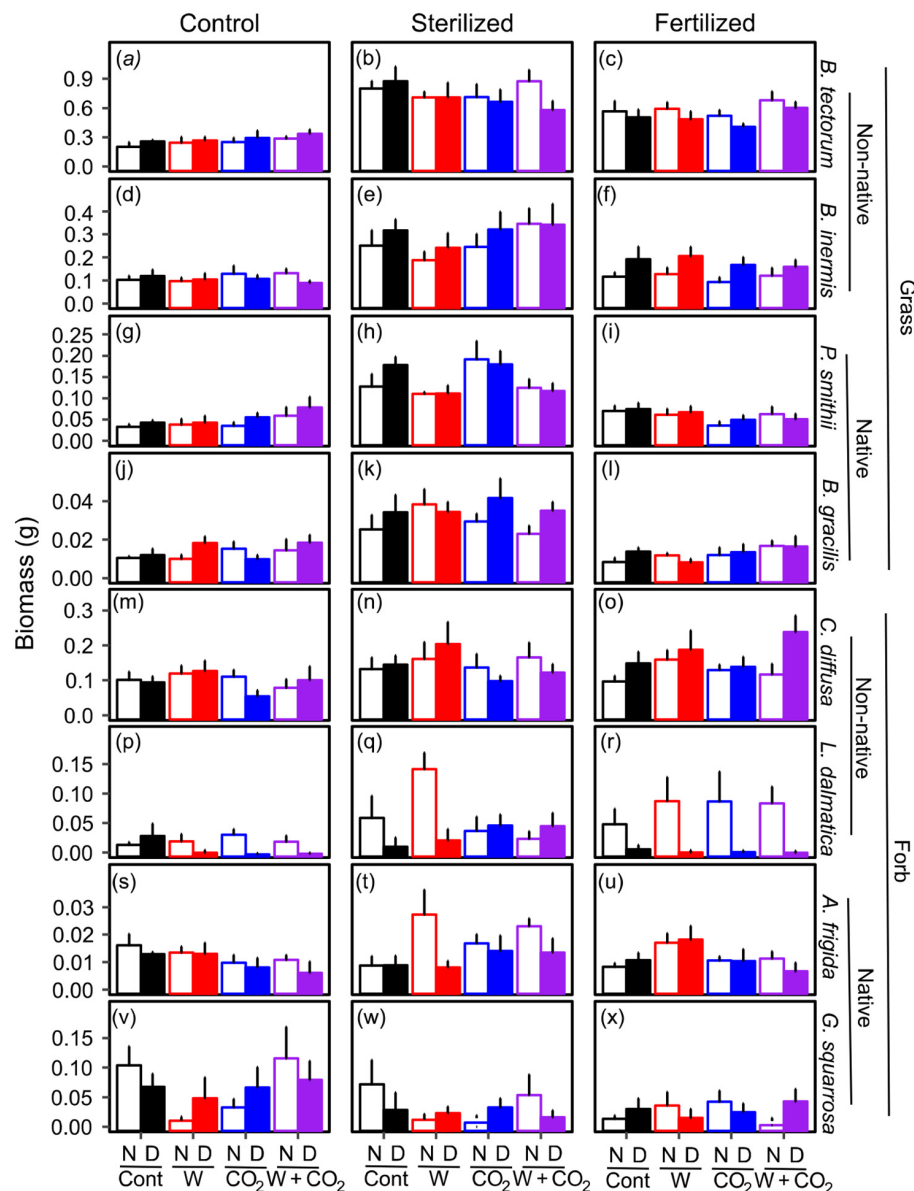 Control Sterilized Fertilized
(a) (b) (c)
0.9
0.6
0.3
0.0
B. tectorum
(d) (e) (f)
0.4
0.3
0.2
0.1
0.0
B. inermis
Non-native
(g) (h) (i)
0.25
0.20
0.15
0.10
0.05
0.00
P. smithii
(j) (k) (l)
0.04
0.02
0.00
B. gracilis
Native
Grass
(m) (n) (o)
0.3
0.2
0.1
0.0
C. diffusa
(p) (q) (r)
0.15
0.10
0.05
0.00
L. dalmatica
Non-native
(s) (t) (u)
0.03
0.02
0.01
0.00
A. frigida
(v) (w) (x)
0.15
0.10
0.05
0.00
G. squarrosa
Native
Forb
Biomass (g)
N D N D N D N D N D N D N D N D N D N D N D N D
Cont W CO2 W + CO2 Cont W CO2 W + CO2 Cont W CO2 W + CO2